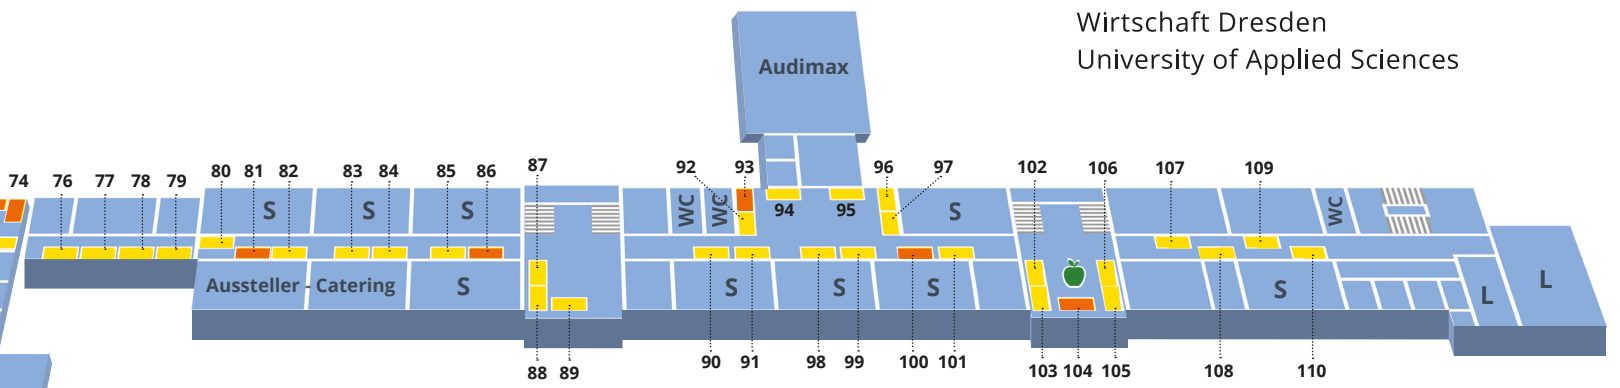 Wirtschaft Dresden
University of Applied Sciences
Audimax
74 76 77 78 79 80 81 82 83 84 85 86 87 92 93 96 97 102 106 107 109
94 95
S S S WC WC S WC
Aussteller - Catering S S S S S L L
90 91 98 99 100 101 103 104 105 108 110
88 89